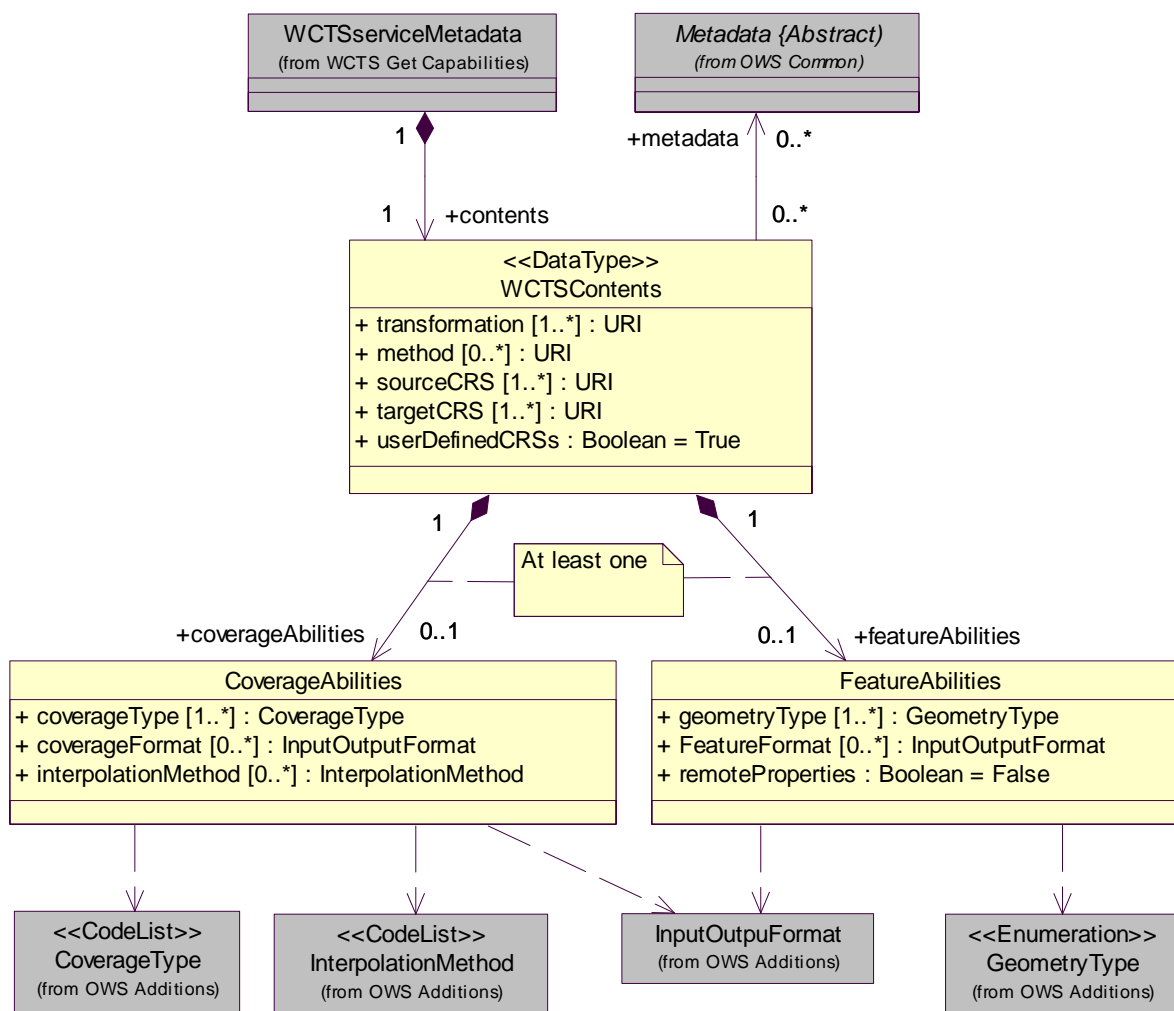 WCTSserviceMetadata
(from WCTS Get Capabilities)
Metadata {Abstract)
(from OWS Common)
1
+metadata
0..*
1
+contents
0..*
<<DataType>>
WCTSContents
+ transformation [1..*] : URI
+ method [0..*] : URI
+ sourceCRS [1..*] : URI
+ targetCRS [1..*] : URI
+ userDefinedCRSs : Boolean = True
1
1
At least one
+coverageAbilities
0..1
0..1
+featureAbilities
CoverageAbilities
+ coverageType [1..*] : CoverageType
+ coverageFormat [0..*] : InputOutputFormat
+ interpolationMethod [0..*] : InterpolationMethod
FeatureAbilities
+ geometryType [1..*] : GeometryType
+ FeatureFormat [0..*] : InputOutputFormat
+ remoteProperties : Boolean = False
<<CodeList>>
CoverageType
(from OWS Additions)
<<CodeList>>
InterpolationMethod
(from OWS Additions)
InputOutpuFormat
(from OWS Additions)
<<Enumeration>>
GeometryType
(from OWS Additions)